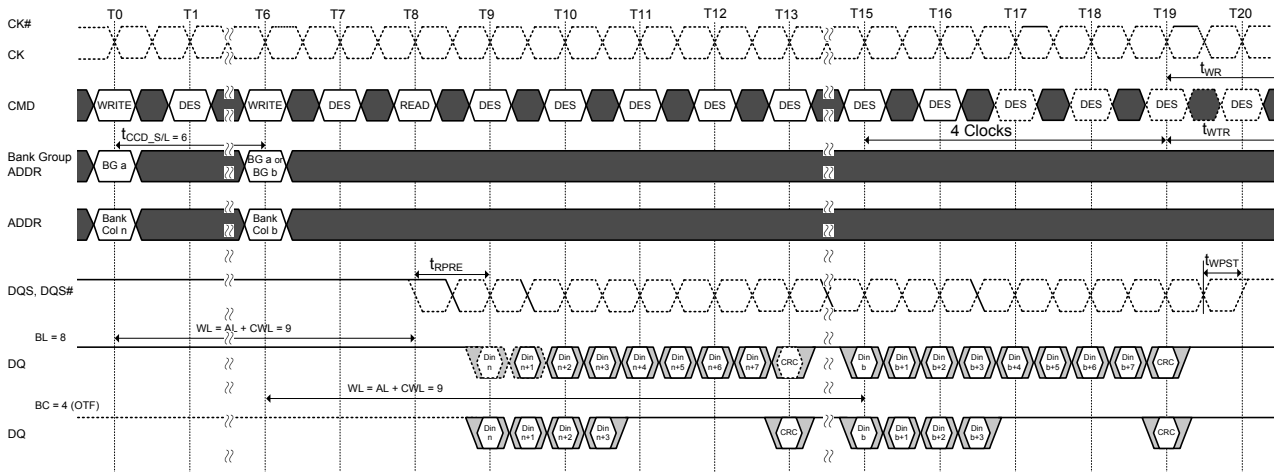 T0 T1 T6 T7 T8 T9 T10 T11 T12 T13 T15 T16 T17 T18 T19 T20
CK#
CK
tWR
CMD WRITE DES WRITE DES READ DES DES DES DES DES DES DES DES DES DES DES
tCCD_S/L = 6
4 Clocks
tWTR
Bank Group
ADDR
BG a
BG a or
BG b
ADDR
Bank
Col n
Bank
Col b
tRPRE
tWPST
DQS, DQS#
WL = AL + CWL = 9
BL = 8
DQ
Din
n
Din
n+1
Din
n+2
Din
n+3
Din
n+4
Din
n+5
Din
n+6
Din
n+7
CRC
Din
b
Din
b+1
Din
b+2
Din
b+3
Din
b+4
Din
b+5
Din
b+6
Din
b+7
CRC
WL = AL + CWL = 9
BC = 4 (OTF)
DQ
Din
n
Din
n+1
Din
n+2
Din
n+3
CRC
Din
b
Din
b+1
Din
b+2
Din
b+3
CRC